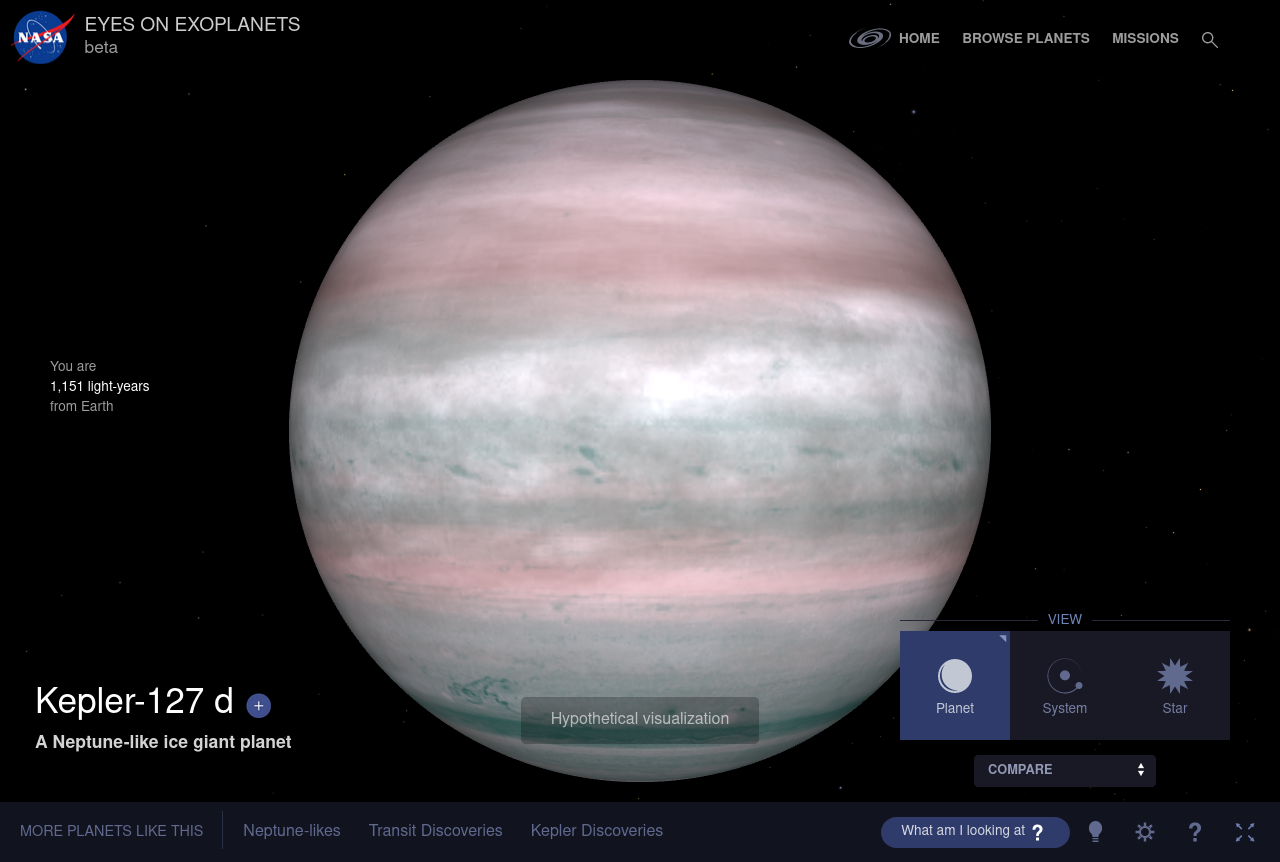 NASA
EYES ON EXOPLANETS
beta
HOME
BROWSE PLANETS
MISSIONS
You are
1,151 light-years
from Earth
Kepler-127 d +
A Neptune-like ice giant planet
Hypothetical visualization
VIEW
Planet
System
Star
COMPARE
MORE PLANETS LIKE THIS
Neptune-likes
Transit Discoveries
Kepler Discoveries
What am I looking at ?
?